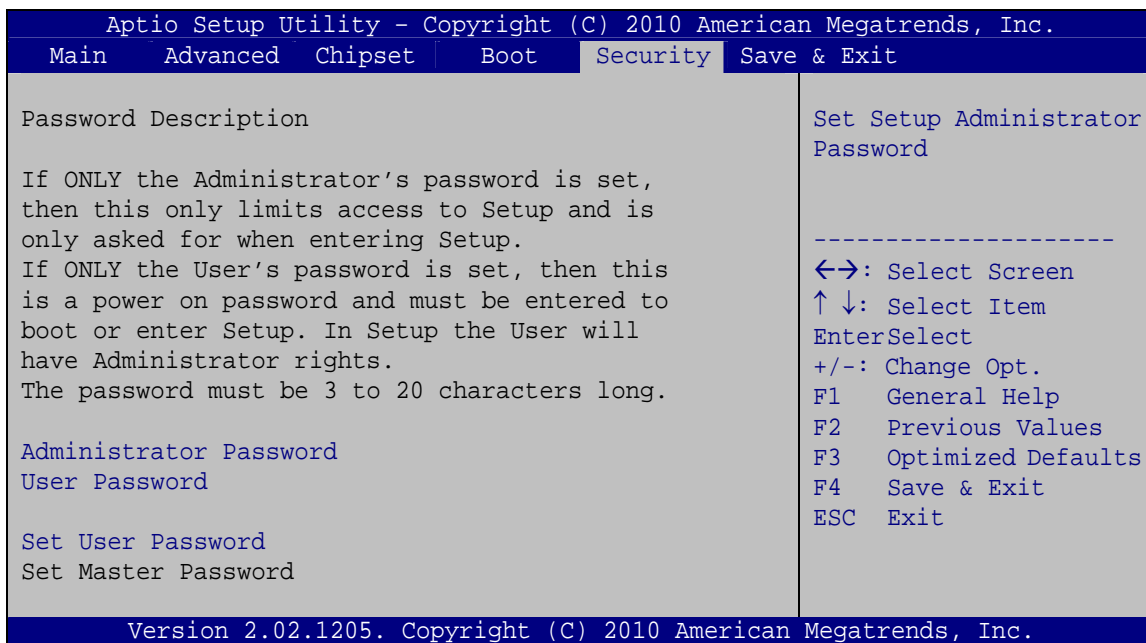 Aptio Setup Utility – Copyright (C) 2010 American Megatrends, Inc.
Main Advanced Chipset Boot Security Save & Exit
Password Description
If ONLY the Administrator’s password is set,
then this only limits access to Setup and is
only asked for when entering Setup.
If ONLY the User’s password is set, then this
is a power on password and must be entered to
boot or enter Setup. In Setup the User will
have Administrator rights.
The password must be 3 to 20 characters long.
Administrator Password
User Password
Set User Password
Set Master Password
Set Setup Administrator
Password
---------------------
←→: Select Screen
↑ ↓: Select Item
EnterSelect
+/-: Change Opt.
F1 General Help
F2 Previous Values
F3 Optimized Defaults
F4 Save & Exit
ESC Exit
Version 2.02.1205. Copyright (C) 2010 American Megatrends, Inc.